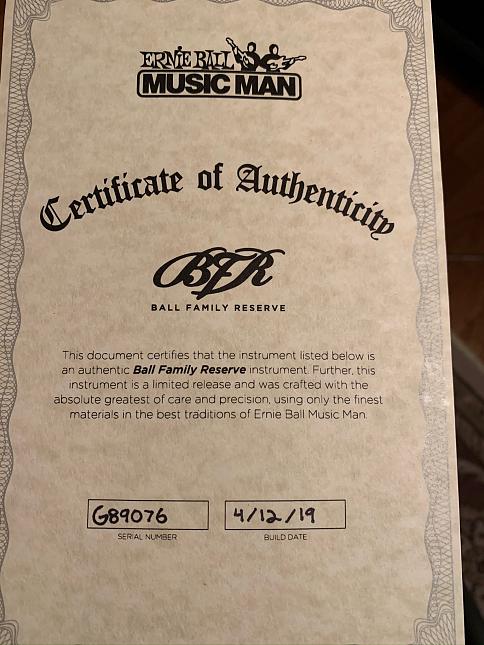 ERNIE BALL
MUSIC MAN
Certificate of Authenticity
BFR
BALL FAMILY RESERVE
This document certifies that the instrument listed below is
an authentic Ball Family Reserve instrument. Further, this
instrument is a limited release and was crafted with the
absolute greatest of care and precision, using only the finest
materials in the best traditions of Ernie Ball Music Man.
G89076 4/12/19
SERIAL NUMBER BUILD DATE